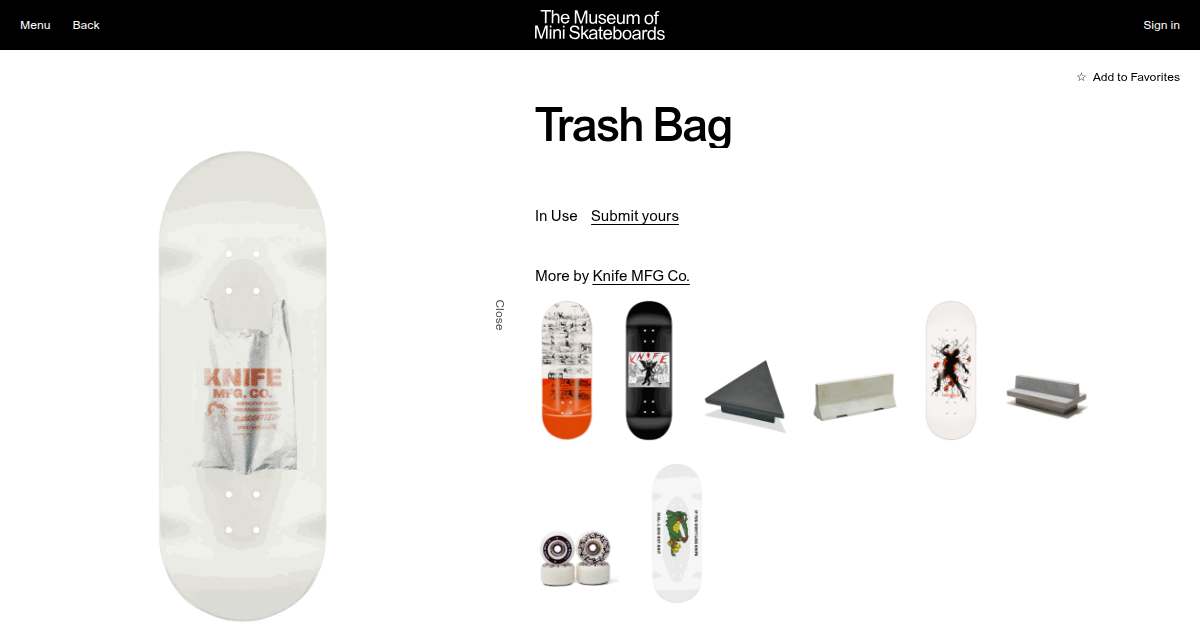 Menu
Back
The Museum of
Mini Skateboards
Sign in
☆ Add to Favorites
Trash Bag
In Use Submit yours
More by Knife MFG Co.
Close
KNIFE
MFG. CO.
KNIFE